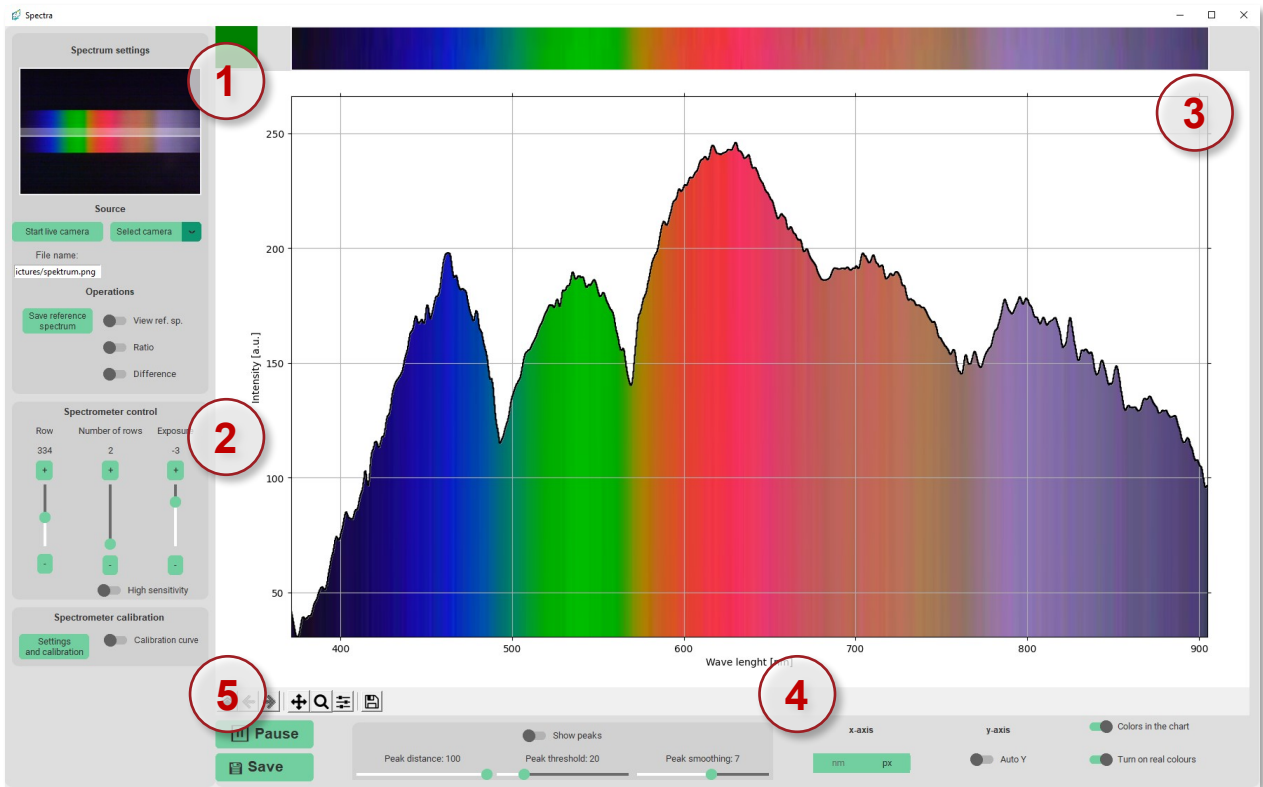 Spectra
Spectrum settings
1
3
Source
Start live camera
Select camera
File name:
ictures/spektrum.png
Operations
Save reference
spectrum
View ref. sp.
Ratio
Difference
Spectrometer control
2
Row
Number of rows
334
2
-3
+
+
+
-
-
-
High sensitivity
Spectrometer calibration
Settings
and calibration
Calibration curve
Intensity [a.u.]
250
200
150
100
50
400
500
600
700
800
900
Wave lenght
5
4
Pause
Save
Show peaks
Peak distance: 100
Peak threshold: 20
Peak smoothing: 7
x-axis
nm
px
y-axis
Auto Y
Colors in the chart
Turn on real colours